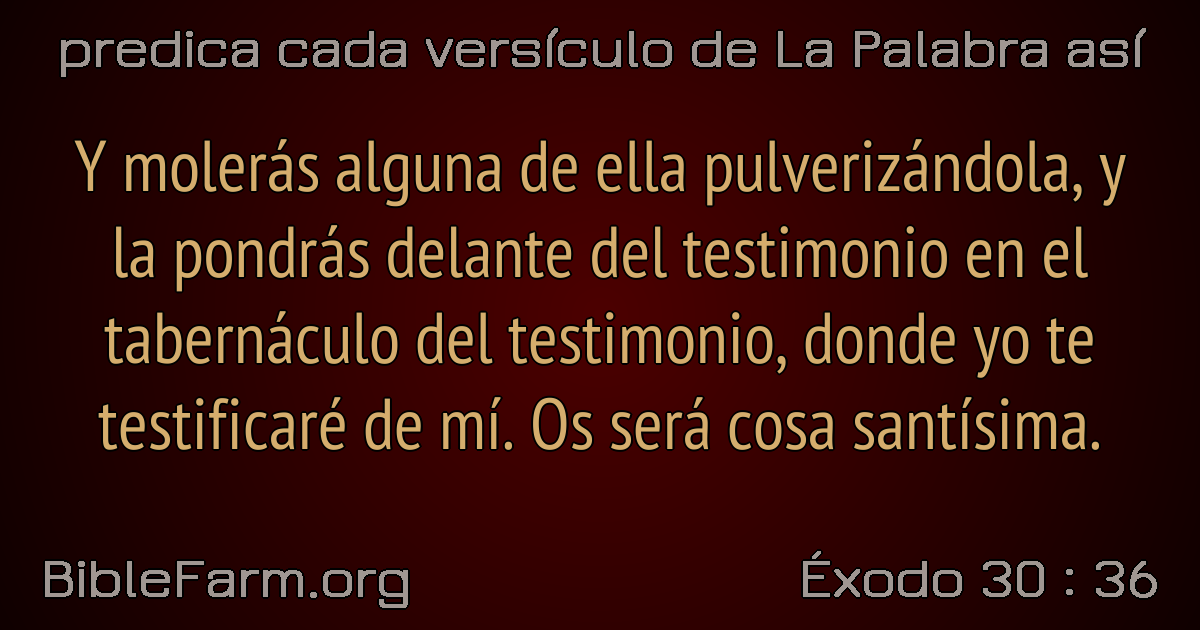 predica cada versículo de La Palabra así
Y molerás alguna de ella pulverizándola, y
la pondrás delante del testimonio en el
tabernáculo del testimonio, donde yo te
testificaré de mí. Os será cosa santísima.
BibleFarm.org
Éxodo 30 : 36